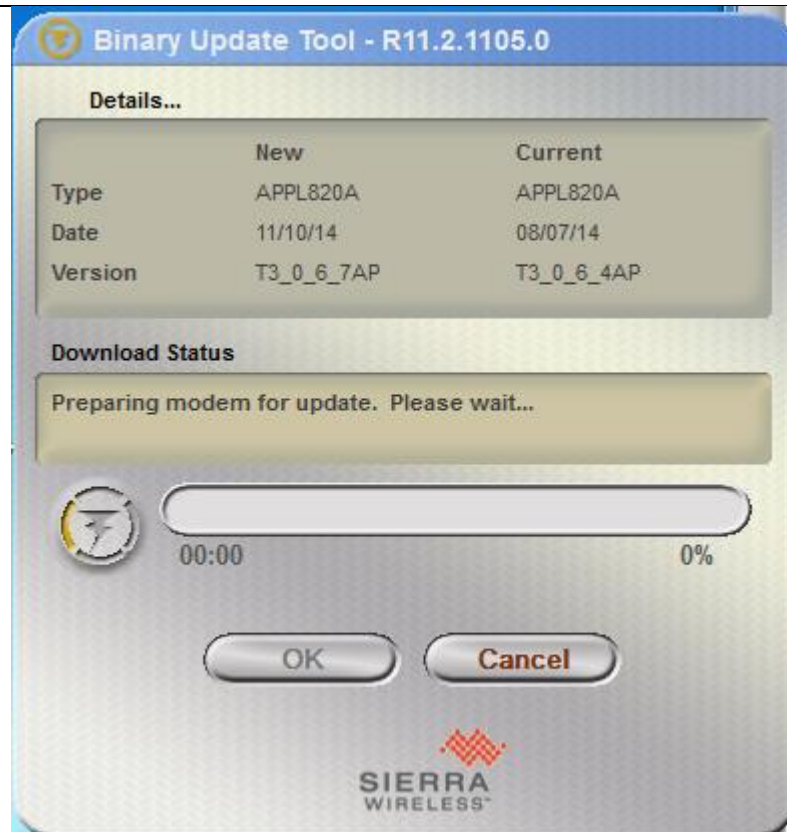 Binary Update Tool - R11.2.1105.0
Details...
New Current
Type APPL820A APPL820A
Date 11/10/14 08/07/14
Version T3_0_6_7AP T3_0_6_4AP
Download Status
Preparing modem for update. Please wait...
00:00 0%
OK Cancel
SIERRA
WIRELESS™